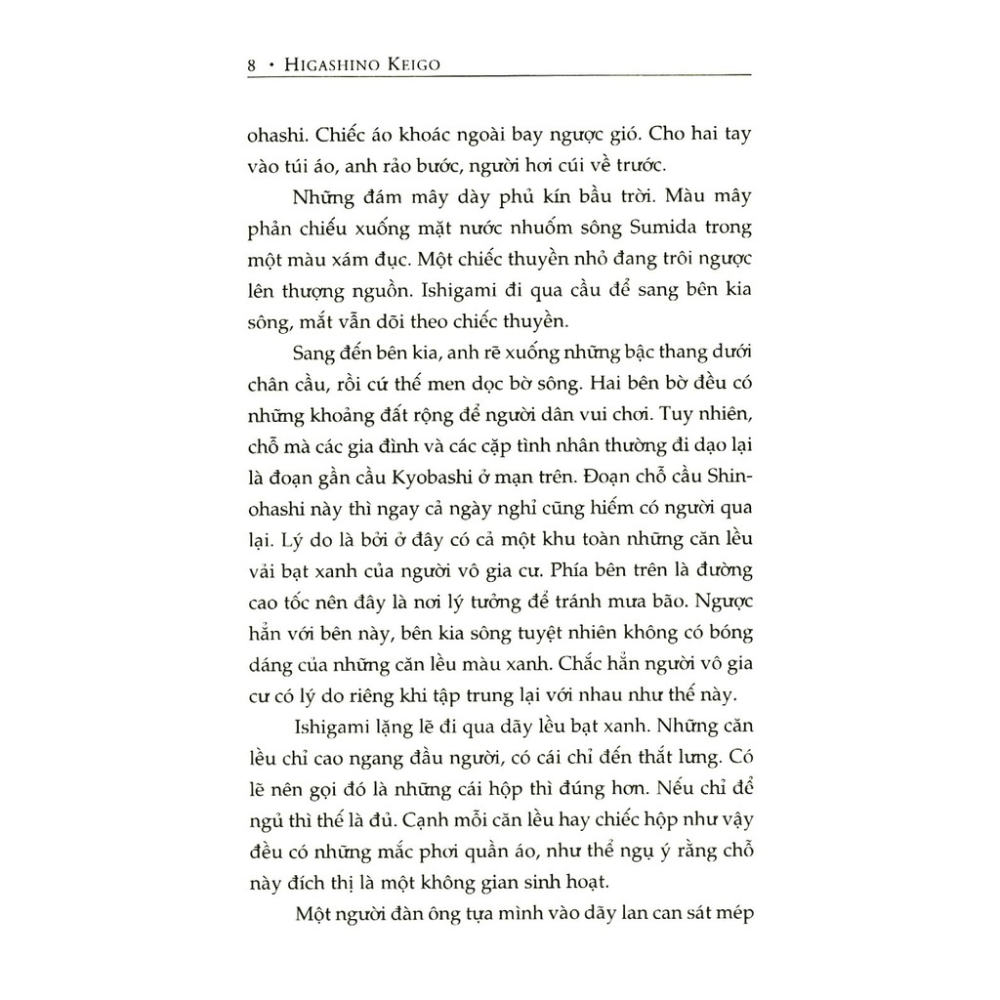 8 • HIGASHINO KEIGO
ohashi. Chiếc áo khoác ngoài bay ngược gió. Cho hai tay
vào túi áo, anh rảo bước, người hơi cúi về trước.
Những đám mây dày phủ kín bầu trời. Màu mây
phản chiếu xuống mặt nước nhuốm sông Sumida trong
một màu xám đục. Một chiếc thuyền nhỏ đang trôi ngược
lên thượng nguồn. Ishigami đi qua cầu để sang bên kia
sông, mắt vẫn dõi theo chiếc thuyền.
Sang đến bên kia, anh rẽ xuống những bậc thang dưới
chân cầu, rồi cứ thế men dọc bờ sông. Hai bên bờ đều có
những khoảng đất rộng để người dân vui chơi. Tuy nhiên,
chỗ mà các gia đình và các cặp tình nhân thường đi dạo lại
là đoạn gần cầu Kyobashi ở mạn trên. Đoạn chỗ cầu Shin-
ohashi này thì ngay cả ngày nghỉ cũng hiếm có người qua
lại. Lý do là bởi ở đây có cả một khu toàn những căn lều
vải bạt xanh của người vô gia cư. Phía bên trên là đường
cao tốc nên đây là nơi lý tưởng để tránh mưa bão. Ngược
hẳn với bên này, bên kia sông tuyệt nhiên không có bóng
dáng của những căn lều màu xanh. Chắc hẳn người vô gia
cư có lý do riêng khi tập trung lại với nhau như thế này.
Ishigami lặng lẽ đi qua dãy lều bạt xanh. Những căn
lều chỉ cao ngang đầu người, có cái chỉ đến thắt lưng. Có
lẽ nên gọi đó là những cái hộp thì đúng hơn. Nếu chỉ để
ngủ thì thế là đủ. Cạnh mỗi căn lều hay chiếc hộp như vậy
đều có những mắc phơi quần áo, như thể ngụ ý rằng chỗ
này đích thị là một không gian sinh hoạt.
Một người đàn ông tựa mình vào dãy lan can sát mép